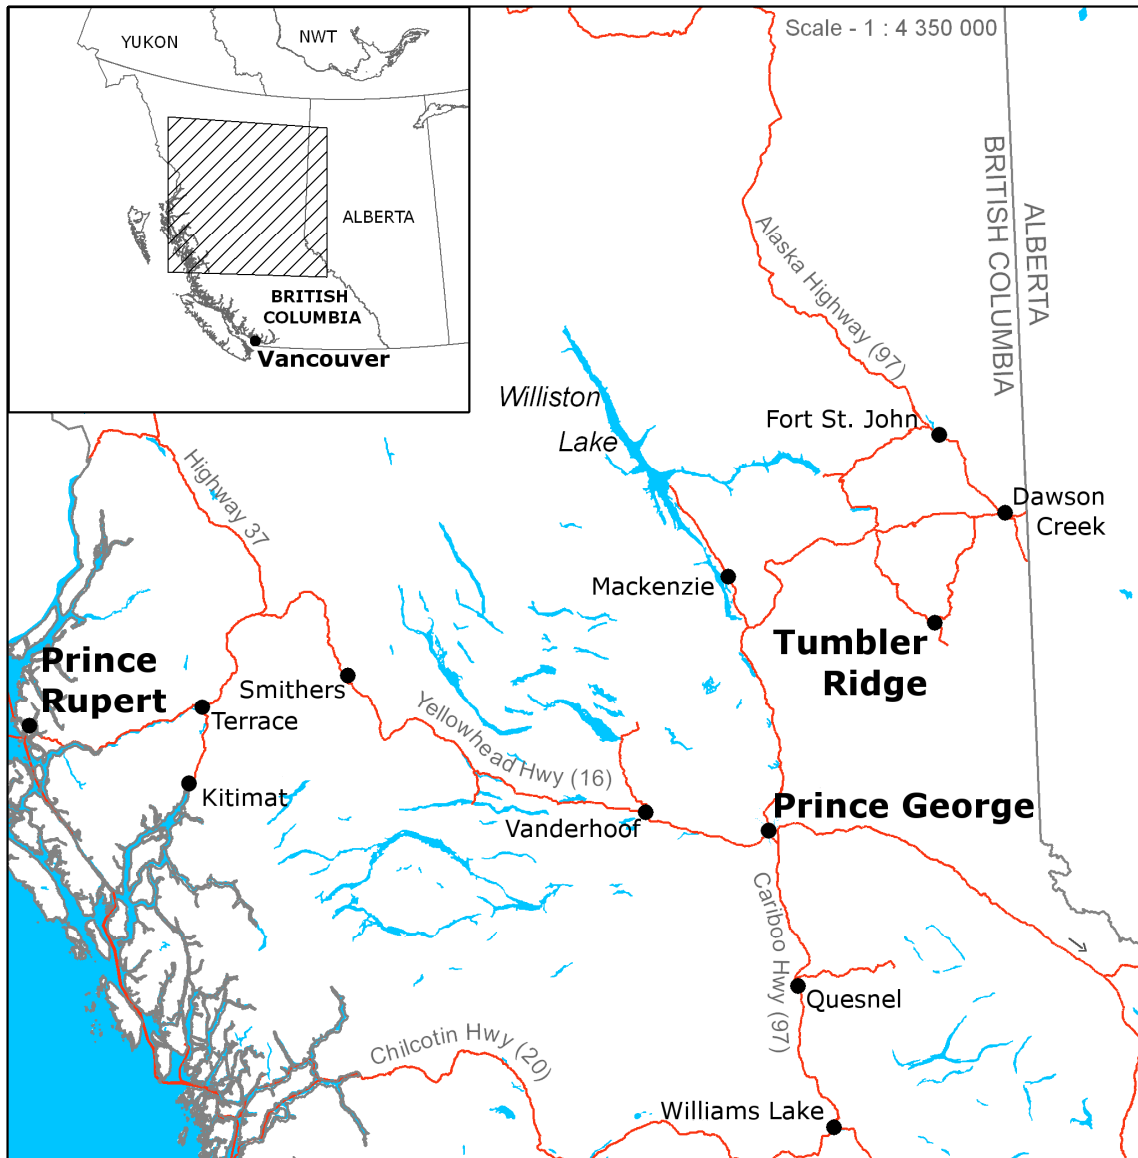 YUKON
NWT
ALBERTA
BRITISH
COLUMBIA
Vancouver
Scale - 1 : 4 350 000
BRITISH COLUMBIA
ALBERTA
Alaska Highway (97)
Williston
Lake
Fort St. John
Dawson
Creek
Highway 37
Mackenzie
Tumbler
Ridge
Prince
Rupert
Smithers
Terrace
Yellowhead Hwy (16)
Kitimat
Vanderhoof
Prince George
Cariboo Hwy (97)
Quesnel
Chilcotin Hwy (20)
Williams Lake